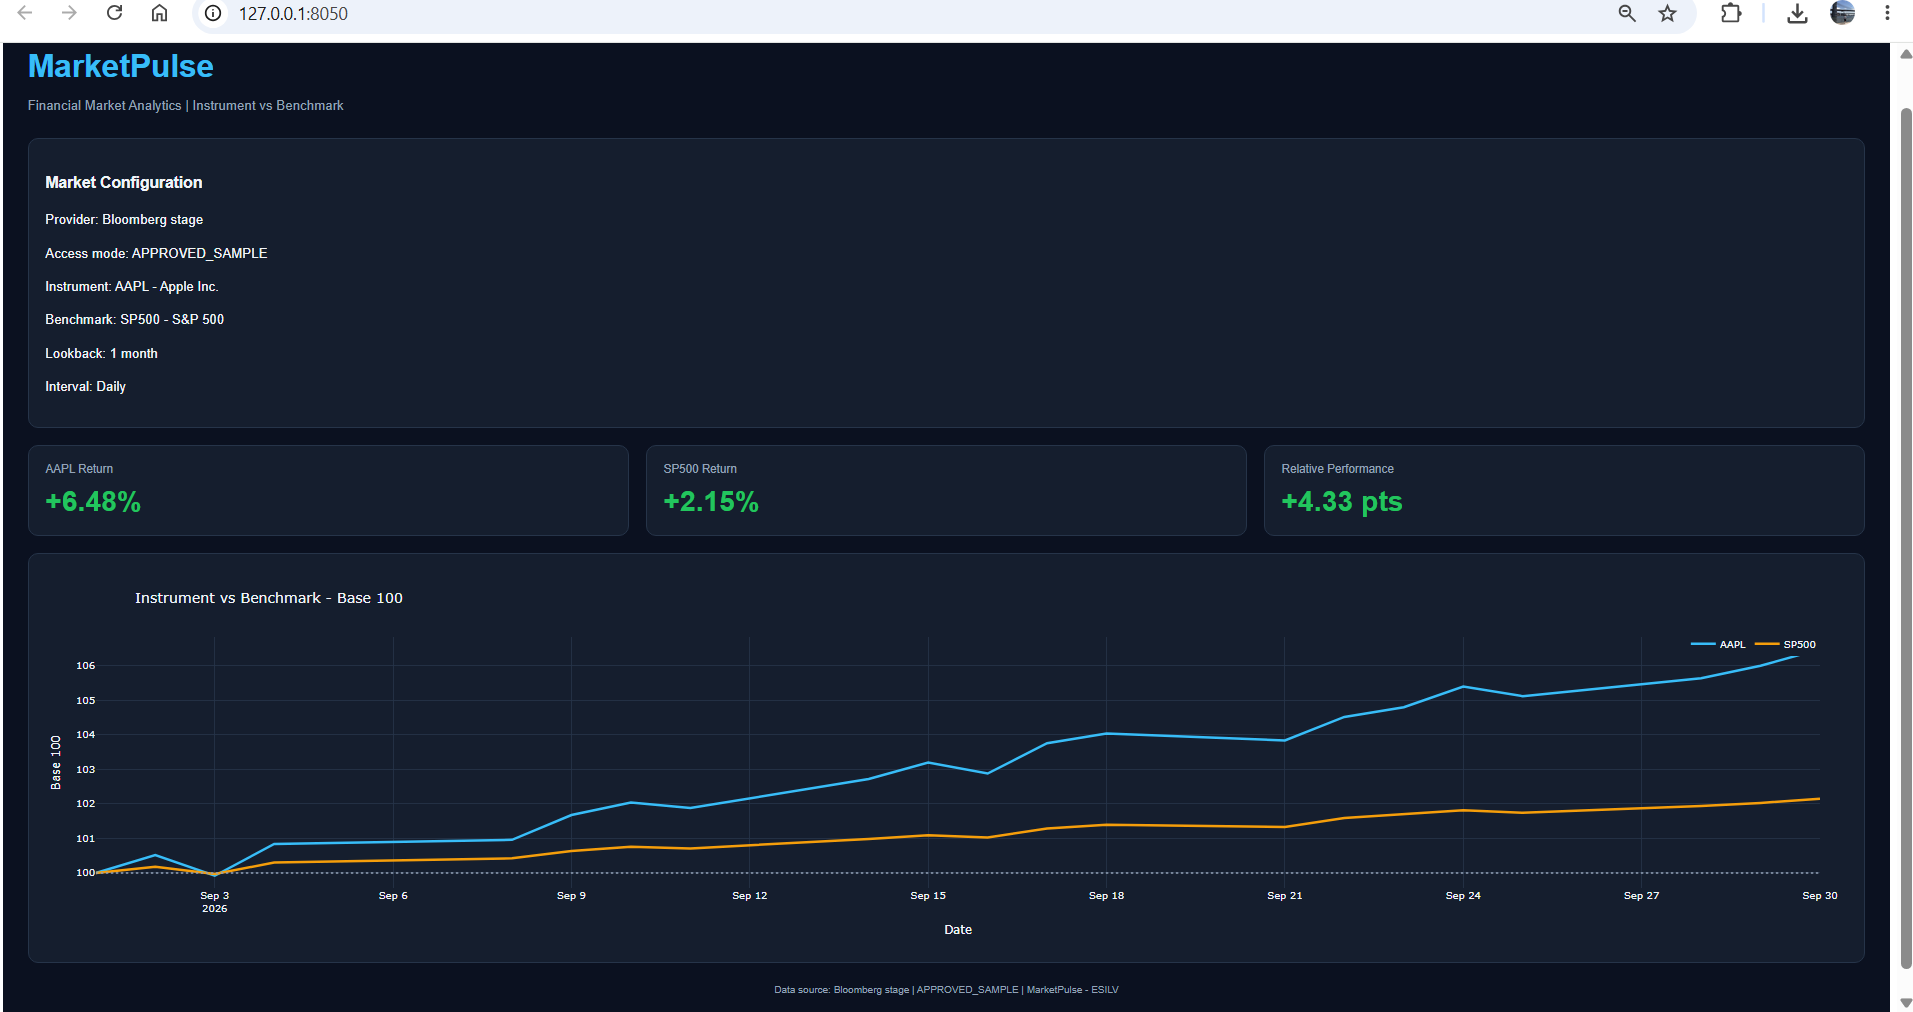 127.0.0.1:8050
MarketPulse
Financial Market Analytics | Instrument vs Benchmark
Market Configuration
Provider: Bloomberg stage
Access mode: APPROVED_SAMPLE
Instrument: AAPL - Apple Inc.
Benchmark: SP500 - S&P 500
Lookback: 1 month
Interval: Daily
AAPL Return
+6.48%
SP500 Return
+2.15%
Relative Performance
+4.33 pts
Instrument vs Benchmark - Base 100
AAPL SP500
106
105
104
103
102
101
100
Base 100
Sep 3 Sep 6 Sep 9 Sep 12 Sep 15 Sep 18 Sep 21 Sep 24 Sep 27 Sep 30
2026
Date
Data source: Bloomberg stage | APPROVED_SAMPLE | MarketPulse - ESILV